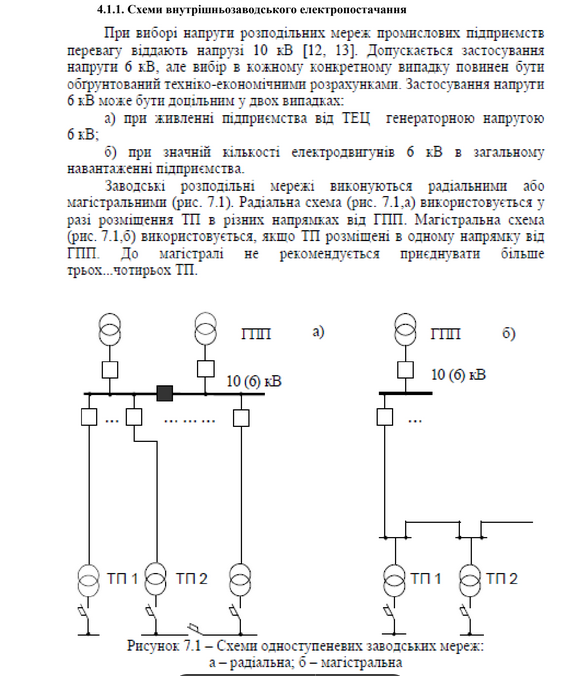 4.1.1. Схеми внутрішньозаводського електропостачання
При виборі напруги розподільних мереж промислових підприємств
перевагу віддають напрузі 10 кВ [12, 13]. Допускається застосування
напруги 6 кВ, але вибір в кожному конкретному випадку повинен бути
обґрунтований техніко-економічними розрахунками. Застосування напруги
6 кВ може бути доцільним у двох випадках:
а) при живленні підприємства від ТЕЦ генераторною напругою
6 кВ;
б) при значній кількості електродвигунів 6 кВ в загальному
навантаженні підприємства.
Заводські розподільні мережі виконуються радіальними або
магістральними (рис. 7.1). Радіальна схема (рис. 7.1,а) використовується у
разі розміщення ТП в різних напрямках від ГПП. Магістральна схема
(рис. 7.1,б) використовується, якщо ТП розміщені в одному напрямку від
ГПП. До магістралі не рекомендується приєднувати більше
трьох...чотирьох ТП.
ГПП а) ГПП б)
10 (6) кВ 10 (6) кВ
... ... ... ... ...
ТП 1 ТП 2 ТП 1 ТП 2
Рисунок 7.1 – Схеми одноступеневих заводських мереж:
а – радіальна; б – магістральна